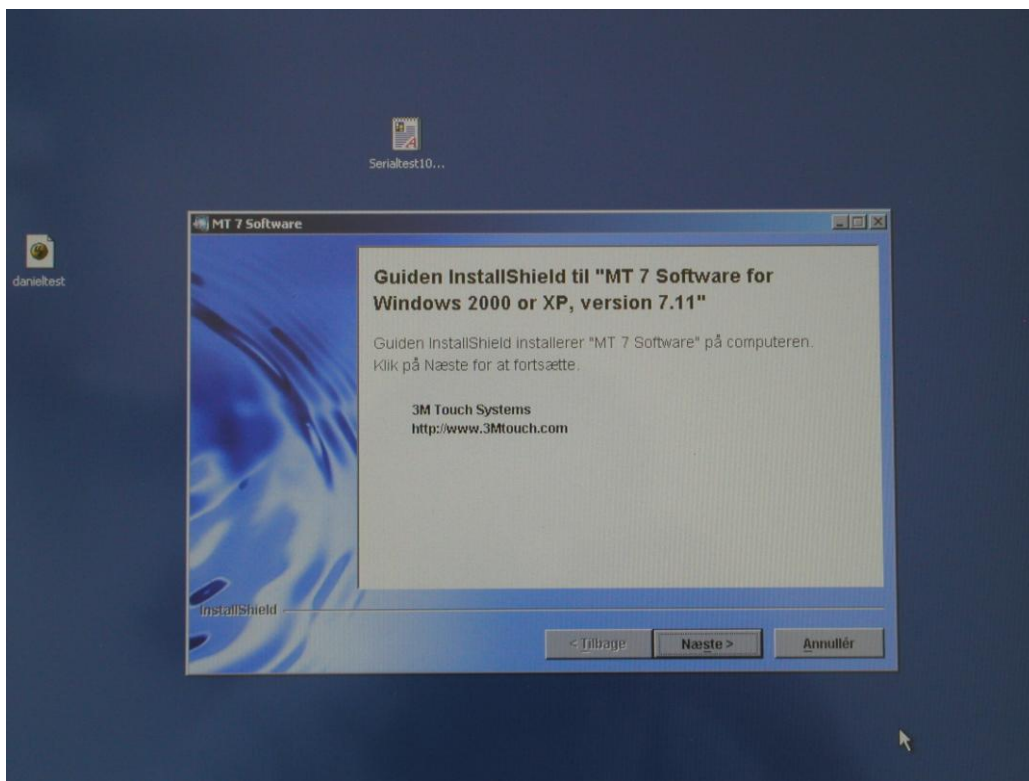 Serialtest10...
danieltest
MT 7 Software
Guiden InstallShield til "MT 7 Software for
Windows 2000 or XP, version 7.11"
Guiden InstallShield installerer "MT 7 Software" på computeren.
Klik på Næste for at fortsætte.
3M Touch Systems
http://www.3Mtouch.com
InstallShield
< Tilbage Næste > Annullér